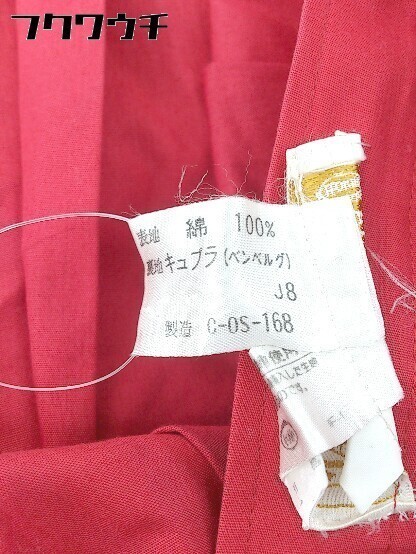 フクワウチ
表地 綿 100%
裏地 キュプラ (ベンベルグ)
J8
製造 C-OS-168